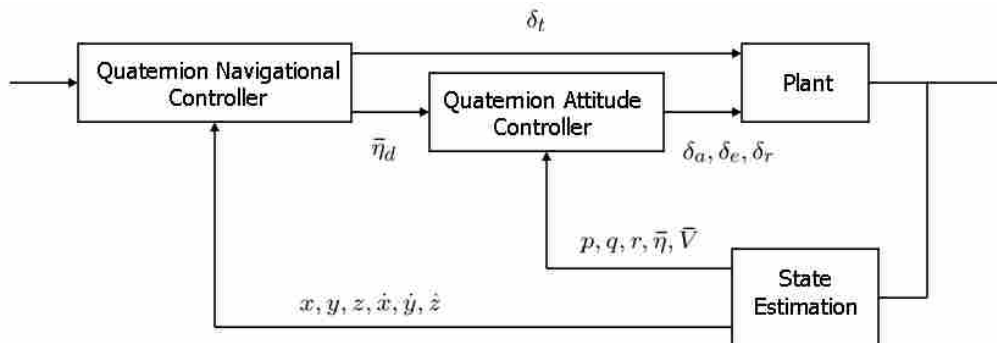 δ_t
Quaternion Navigational
Controller
Quaternion Attitude
Controller
Plant
η̄_d
δ_a, δ_e, δ_r
p, q, r, η̄, V̄
State
Estimation
x, y, z, ẋ, ẏ, ż